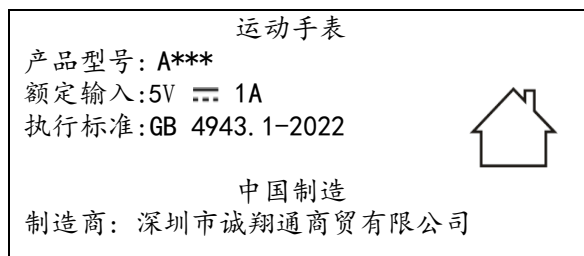 运动手表
产品型号: A***
额定输入:5V ⎓ 1A
执行标准:GB 4943.1-2022
中国制造
制造商: 深圳市诚翔通商贸有限公司